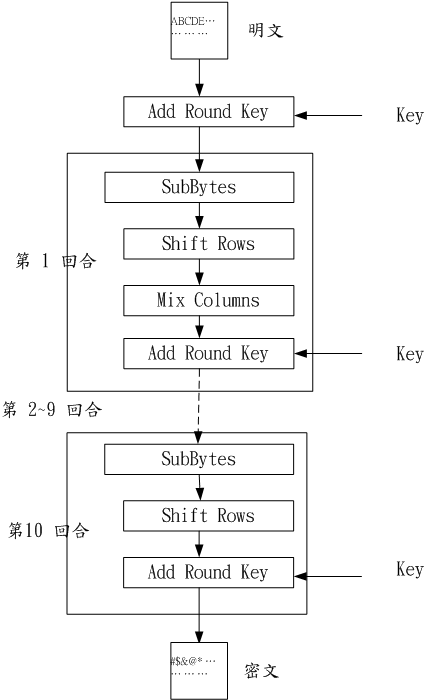 ABCDE…
… … …
明文
Add Round Key
Key
SubBytes
Shift Rows
第 1 回合
Mix Columns
Add Round Key
Key
第 2~9 回合
SubBytes
Shift Rows
第10 回合
Add Round Key
Key
#$&@* …
… … …
密文